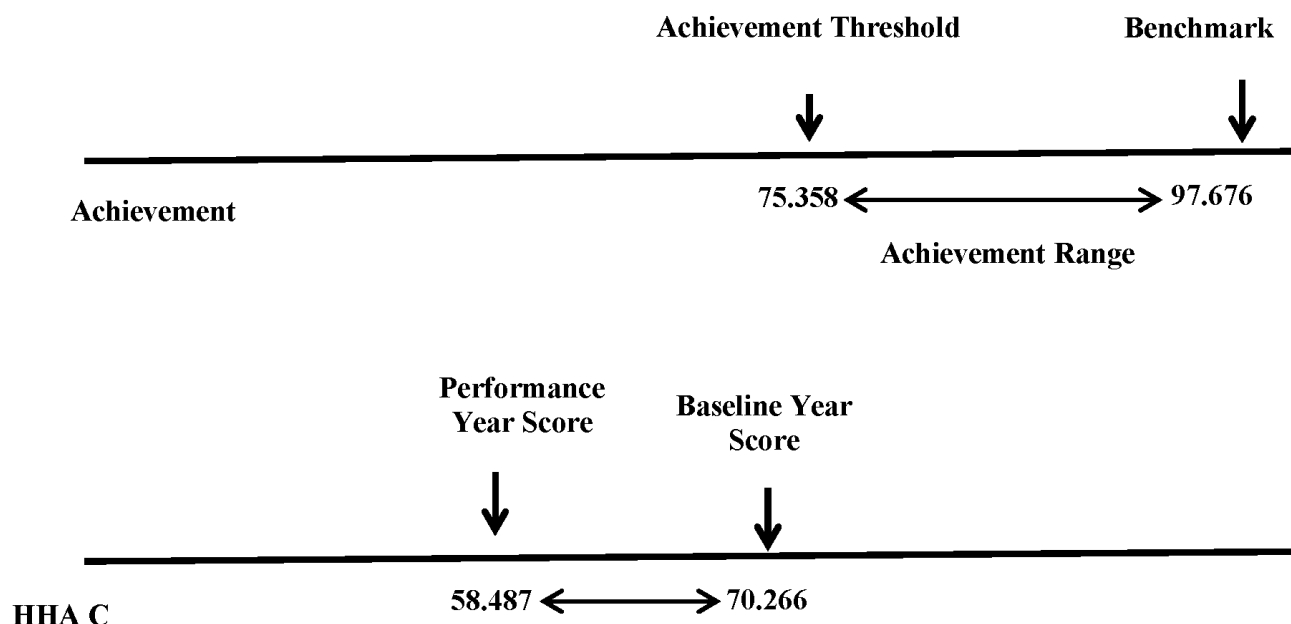 Achievement Threshold
Benchmark
75.358
97.676
Achievement
Achievement Range
Performance
Year Score
Baseline Year
Score
58.487
70.266
HHA C